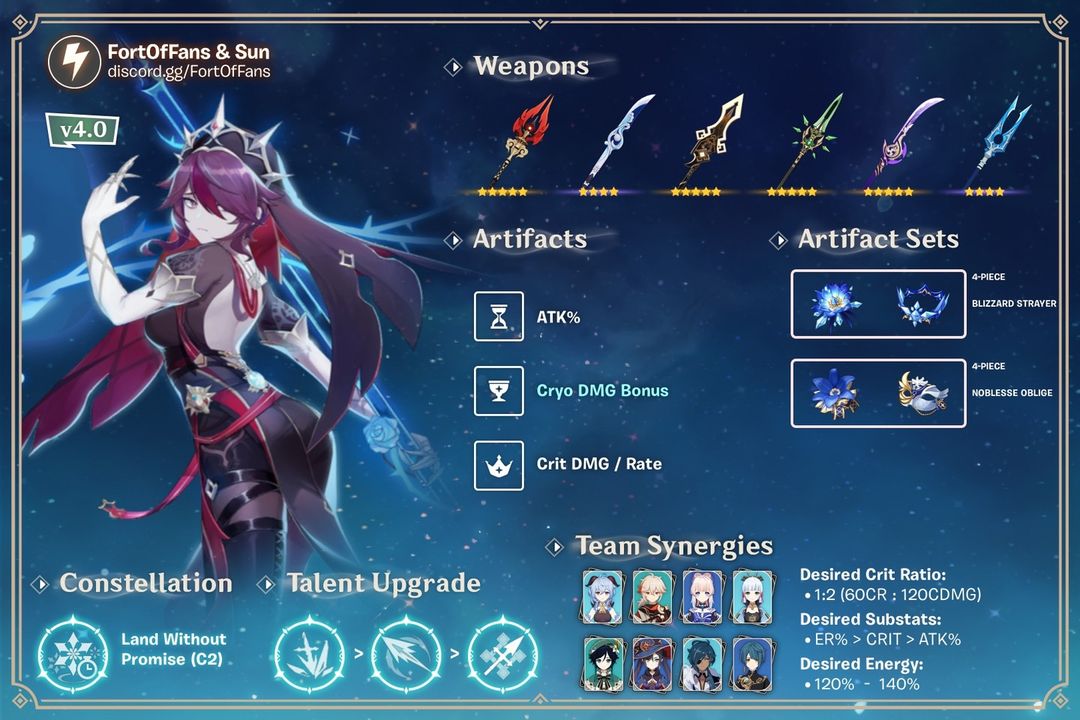 FortOfFans & Sun
discord.gg/FortOfFans
v4.0
Weapons
Artifacts
ATK%
Cryo DMG Bonus
Crit DMG / Rate
Artifact Sets
4-PIECE
BLIZZARD STRAYER
4-PIECE
NOBLESSE OBLIGE
Constellation
Land Without
Promise (C2)
Talent Upgrade
> >
Team Synergies
Desired Crit Ratio:
• 1:2 (60CR : 120CDMG)
Desired Substats:
• ER% > CRIT > ATK%
Desired Energy:
• 120% - 140%